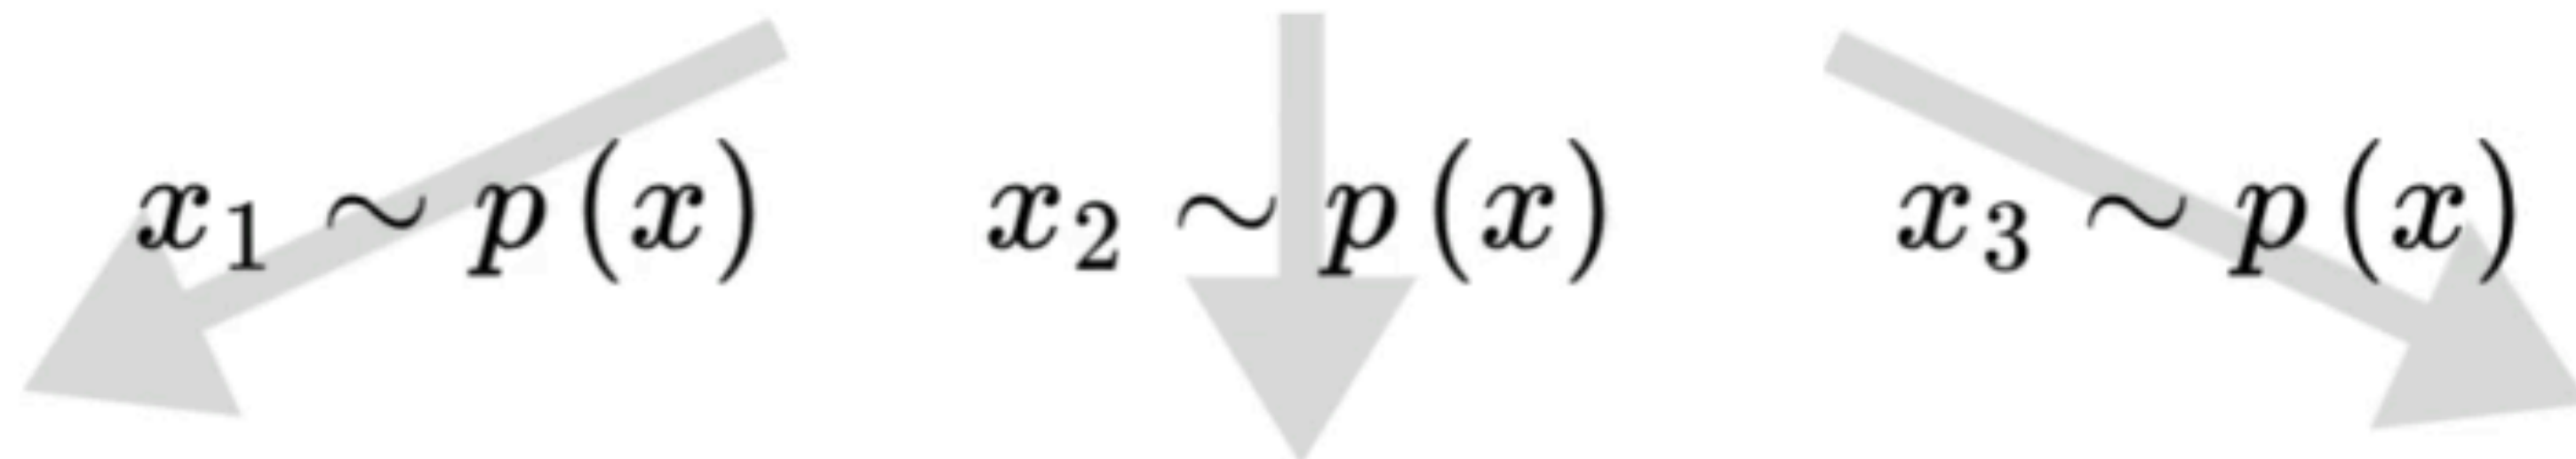 x₁ ~ p(x) x₂ ~ p(x) x₃ ~ p(x)